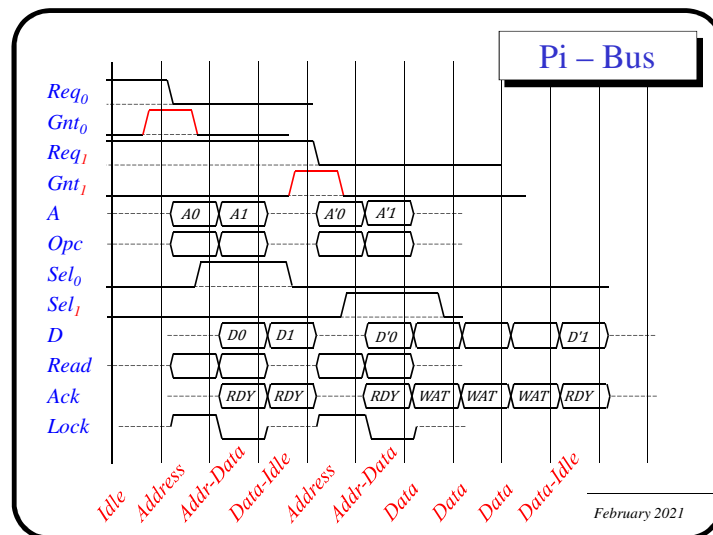 Pi – Bus
Req0
Gnt0
Req1
Gnt1
A A0 A1 A'0 A'1
Opc
Sel0
Sel1
D D0 D1 D'0 D'1
Read
Ack RDY RDY RDY WAT WAT WAT RDY
Lock
Idle Address Addr-Data Data-Idle Address Addr-Data Data Data Data Data-Idle
February 2021